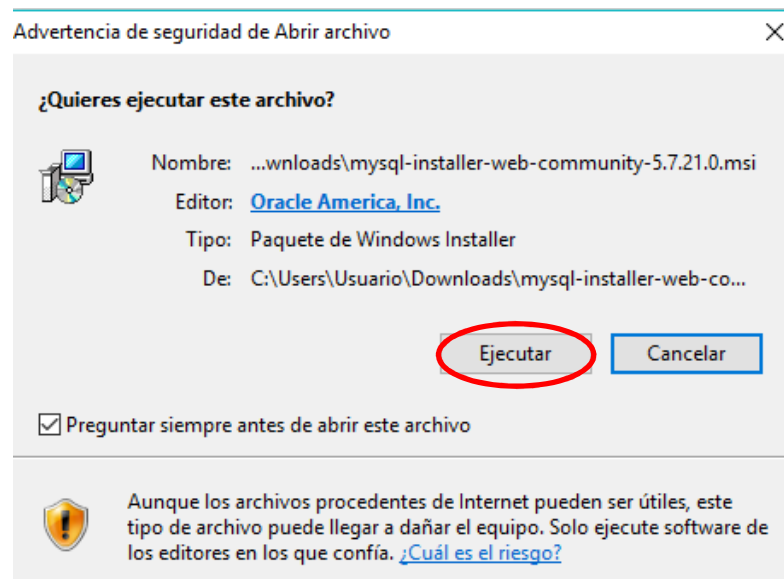 Advertencia de seguridad de Abrir archivo
¿Quieres ejecutar este archivo?
Nombre: ...wnloads\mysql-installer-web-community-5.7.21.0.msi
Editor: Oracle America, Inc.
Tipo: Paquete de Windows Installer
De: C:\Users\Usuario\Downloads\mysql-installer-web-co...
Ejecutar Cancelar
Preguntar siempre antes de abrir este archivo
Aunque los archivos procedentes de Internet pueden ser útiles, este
tipo de archivo puede llegar a dañar el equipo. Solo ejecute software de
los editores en los que confía. ¿Cuál es el riesgo?